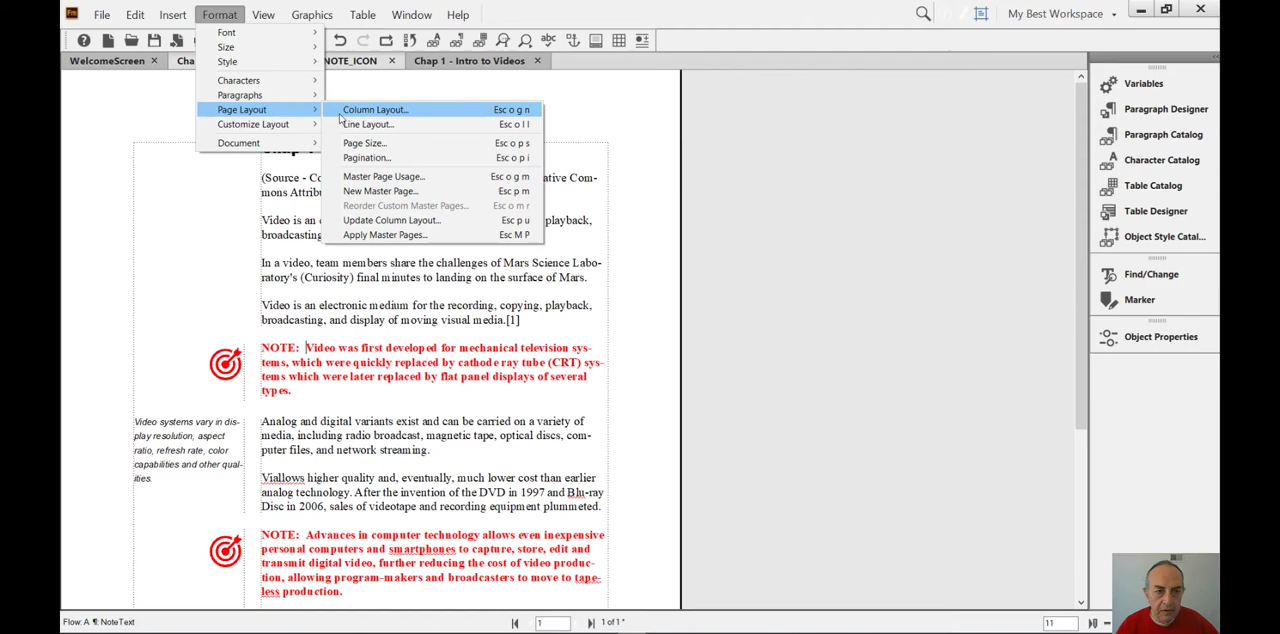 Fm File Edit Insert Format View Graphics Table Window Help My Best Workspace
WelcomeScreen Cha NOTE_ICON Chap 1 - Intro to Videos
Font
Size
Style
Characters
Paragraphs
Page Layout
Customize Layout
Document
Column Layout... Esc o g n
Line Layout... Esc o l l
Page Size... Esc o p s
Pagination... Esc o p i
Master Page Usage... Esc o g m
New Master Page... Esc p m
Reorder Custom Master Pages... Esc o m r
Update Column Layout... Esc p u
Apply Master Pages... Esc M P
(Source - Co ative Com-
mons Attribu
Video is an playback,
broadcasting
In a video, team members share the challenges of Mars Science Labo-
ratory's (Curiosity) final minutes to landing on the surface of Mars.
Video is an electronic medium for the recording, copying, playback,
broadcasting, and display of moving visual media.[1]
NOTE: Video was first developed for mechanical television sys-
tems, which were quickly replaced by cathode ray tube (CRT) sys-
tems which were later replaced by flat panel displays of several
types.
Video systems vary in dis-
play resolution, aspect
ratio, refresh rate, color
capabilities and other qual-
ities.
Analog and digital variants exist and can be carried on a variety of
media, including radio broadcast, magnetic tape, optical discs, com-
puter files, and network streaming.
Viallows higher quality and, eventually, much lower cost than earlier
analog technology. After the invention of the DVD in 1997 and Blu-ray
Disc in 2006, sales of videotape and recording equipment plummeted.
NOTE: Advances in computer technology allows even inexpensive
personal computers and smartphones to capture, store, edit and
transmit digital video, further reducing the cost of video produc-
tion, allowing program-makers and broadcasters to move to tape-
less production.
Variables
Paragraph Designer
Paragraph Catalog
Character Catalog
Table Catalog
Table Designer
Object Style Catal...
Find/Change
Marker
Object Properties
Flow: A ¶: NoteText 1 1 of 1* 11